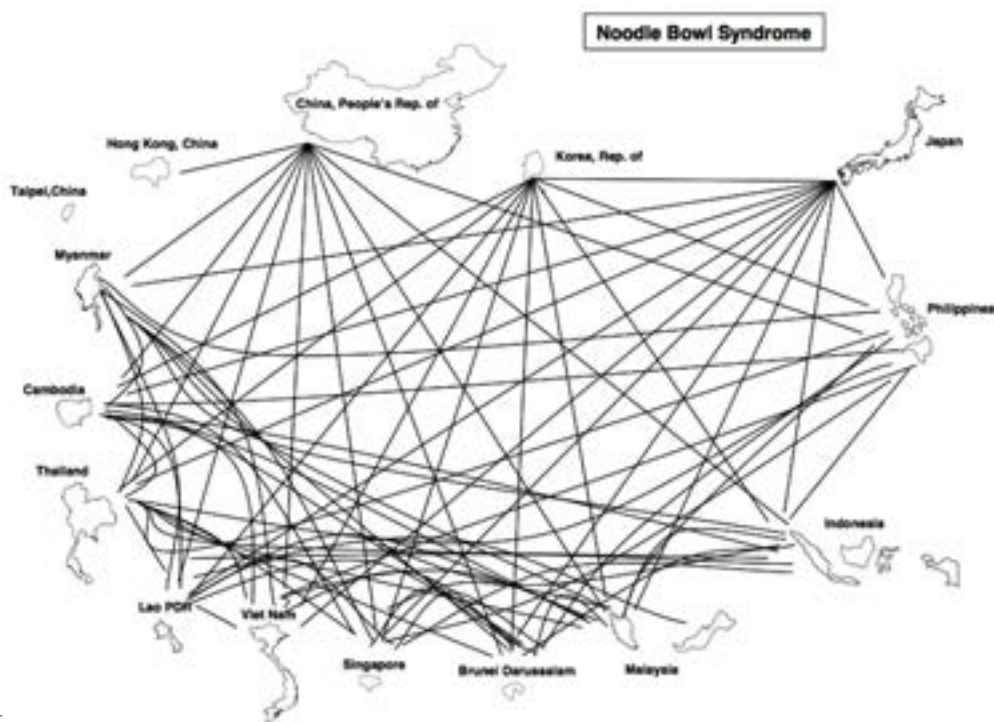 Noodle Bowl Syndrome
China, People's Rep. of
Hong Kong, China
Korea, Rep. of
Japan
Taipei,China
Myanmar
Philippines
Cambodia
Thailand
Indonesia
Lao PDR
Viet Nam
Singapore
Brunei Darussalam
Malaysia